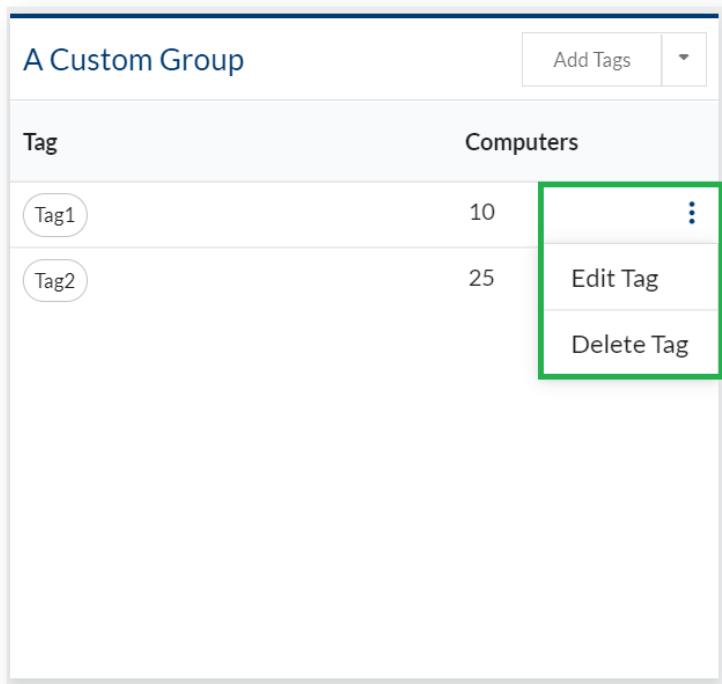 A Custom Group
Add Tags
Tag Computers
Tag1 10
Tag2 25
Edit Tag
Delete Tag